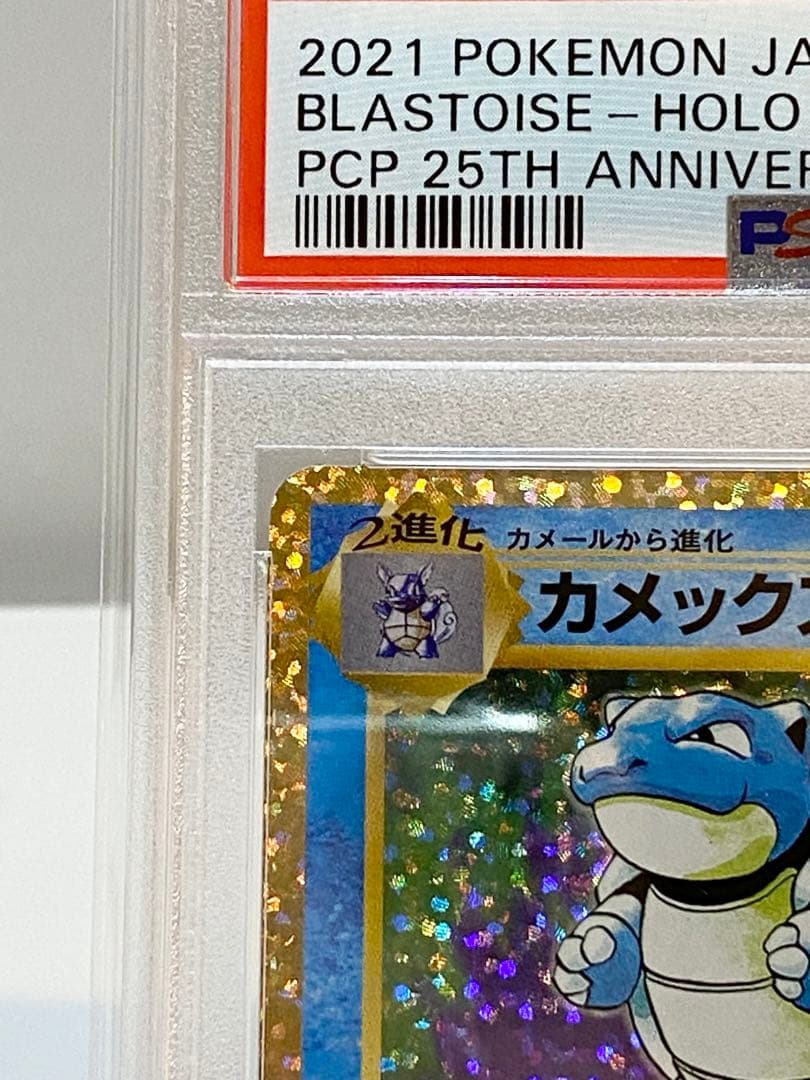 2021 POKEMON JA
BLASTOISE - HOLO
PCP 25TH ANNIVER
PS
2進化 カメールから進化
カメックス